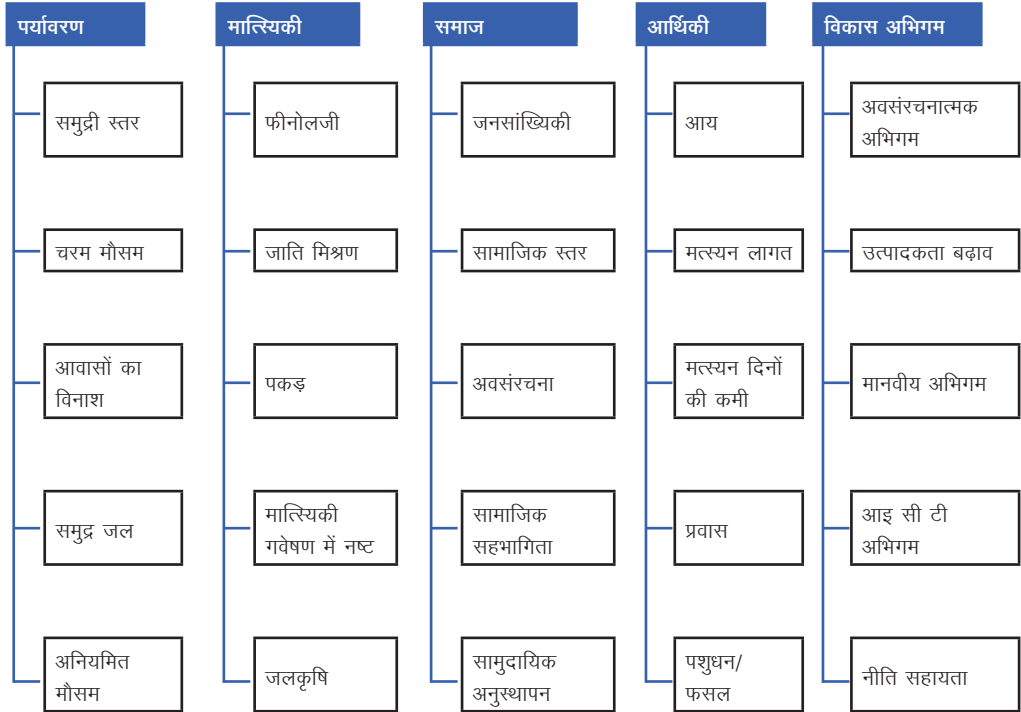 पर्यावरण
समुद्री स्तर
चरम मौसम
आवासों का
विनाश
समुद्र जल
अनियमित
मौसम
मात्स्यिकी
फीनोलजी
जाति मिश्रण
पकड़
मात्स्यिकी
गवेषण में नष्ट
जलकृषि
समाज
जनसांख्यिकी
सामाजिक स्तर
अवसंरचना
सामाजिक
सहभागिता
सामुदायिक
अनुस्थापन
आर्थिकी
आय
मत्स्यन लागत
मत्स्यन दिनों
की कमी
प्रवास
पशुधन/
फसल
विकास अभिगम
अवसंरचनात्मक
अभिगम
उत्पादकता बढ़ाव
मानवीय अभिगम
आइ सी टी
अभिगम
नीति सहायता